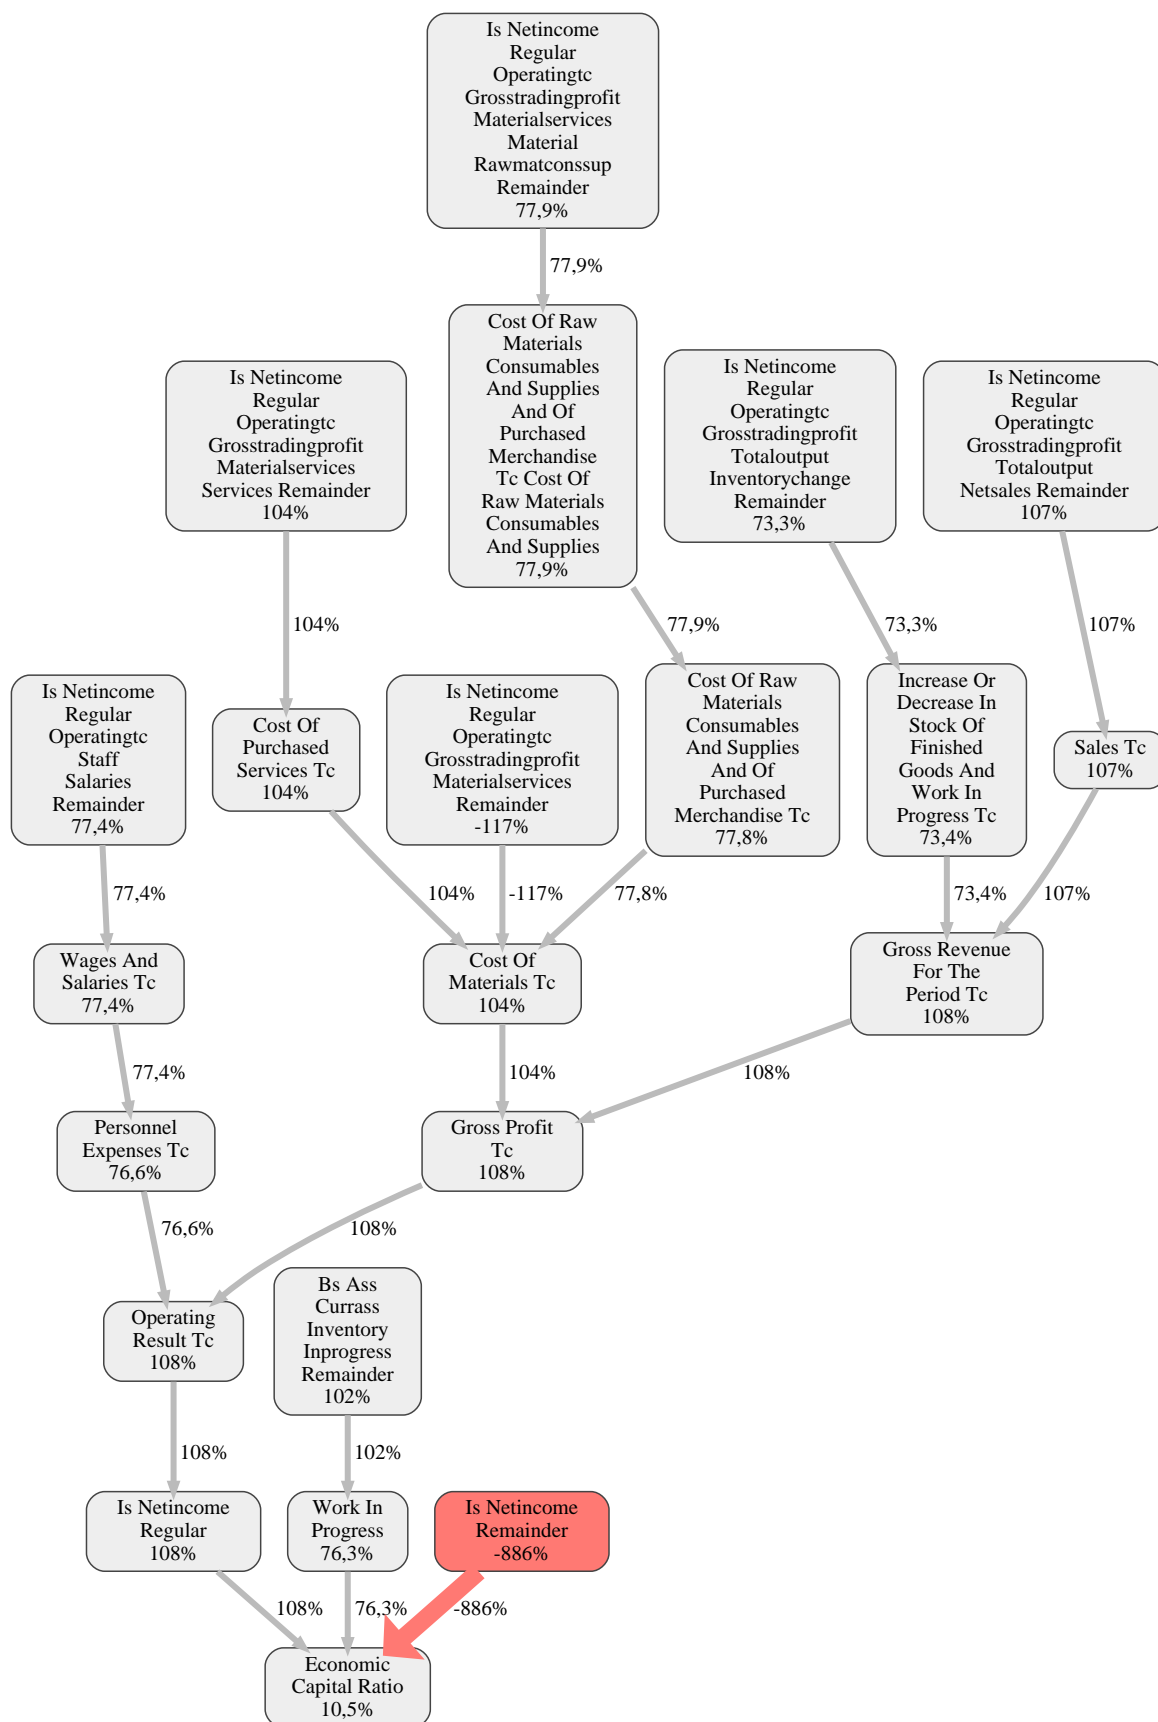 Is Netincome
Regular
Operatingtc
Grosstradingprofit
Materialservices
Material
Rawmatconssup
Remainder
77,9%
77,9%
Cost Of Raw
Materials
Consumables
And Supplies
And Of
Purchased
Merchandise
Tc Cost Of
Raw Materials
Consumables
And Supplies
77,9%
Is Netincome
Regular
Operatingtc
Grosstradingprofit
Materialservices
Services Remainder
104%
Is Netincome
Regular
Operatingtc
Grosstradingprofit
Totaloutput
Inventorychange
Remainder
73,3%
Is Netincome
Regular
Operatingtc
Grosstradingprofit
Totaloutput
Netsales Remainder
107%
104%
77,9%
73,3%
107%
Is Netincome
Regular
Operatingtc
Staff
Salaries
Remainder
77,4%
Cost Of
Purchased
Services Tc
104%
Is Netincome
Regular
Operatingtc
Grosstradingprofit
Materialservices
Remainder
-117%
Cost Of Raw
Materials
Consumables
And Supplies
And Of
Purchased
Merchandise Tc
77,8%
Increase Or
Decrease In
Stock Of
Finished
Goods And
Work In
Progress Tc
73,4%
Sales Tc
107%
77,4%
104%
-117%
77,8%
73,4%
107%
Wages And
Salaries Tc
77,4%
Cost Of
Materials Tc
104%
Gross Revenue
For The
Period Tc
108%
77,4%
104%
108%
Personnel
Expenses Tc
76,6%
Gross Profit
Tc
108%
76,6%
108%
Operating
Result Tc
108%
Bs Ass
Currass
Inventory
Inprogress
Remainder
102%
108%
102%
Is Netincome
Regular
108%
Work In
Progress
76,3%
Is Netincome
Remainder
-886%
108%
76,3%
-886%
Economic
Capital Ratio
10,5%